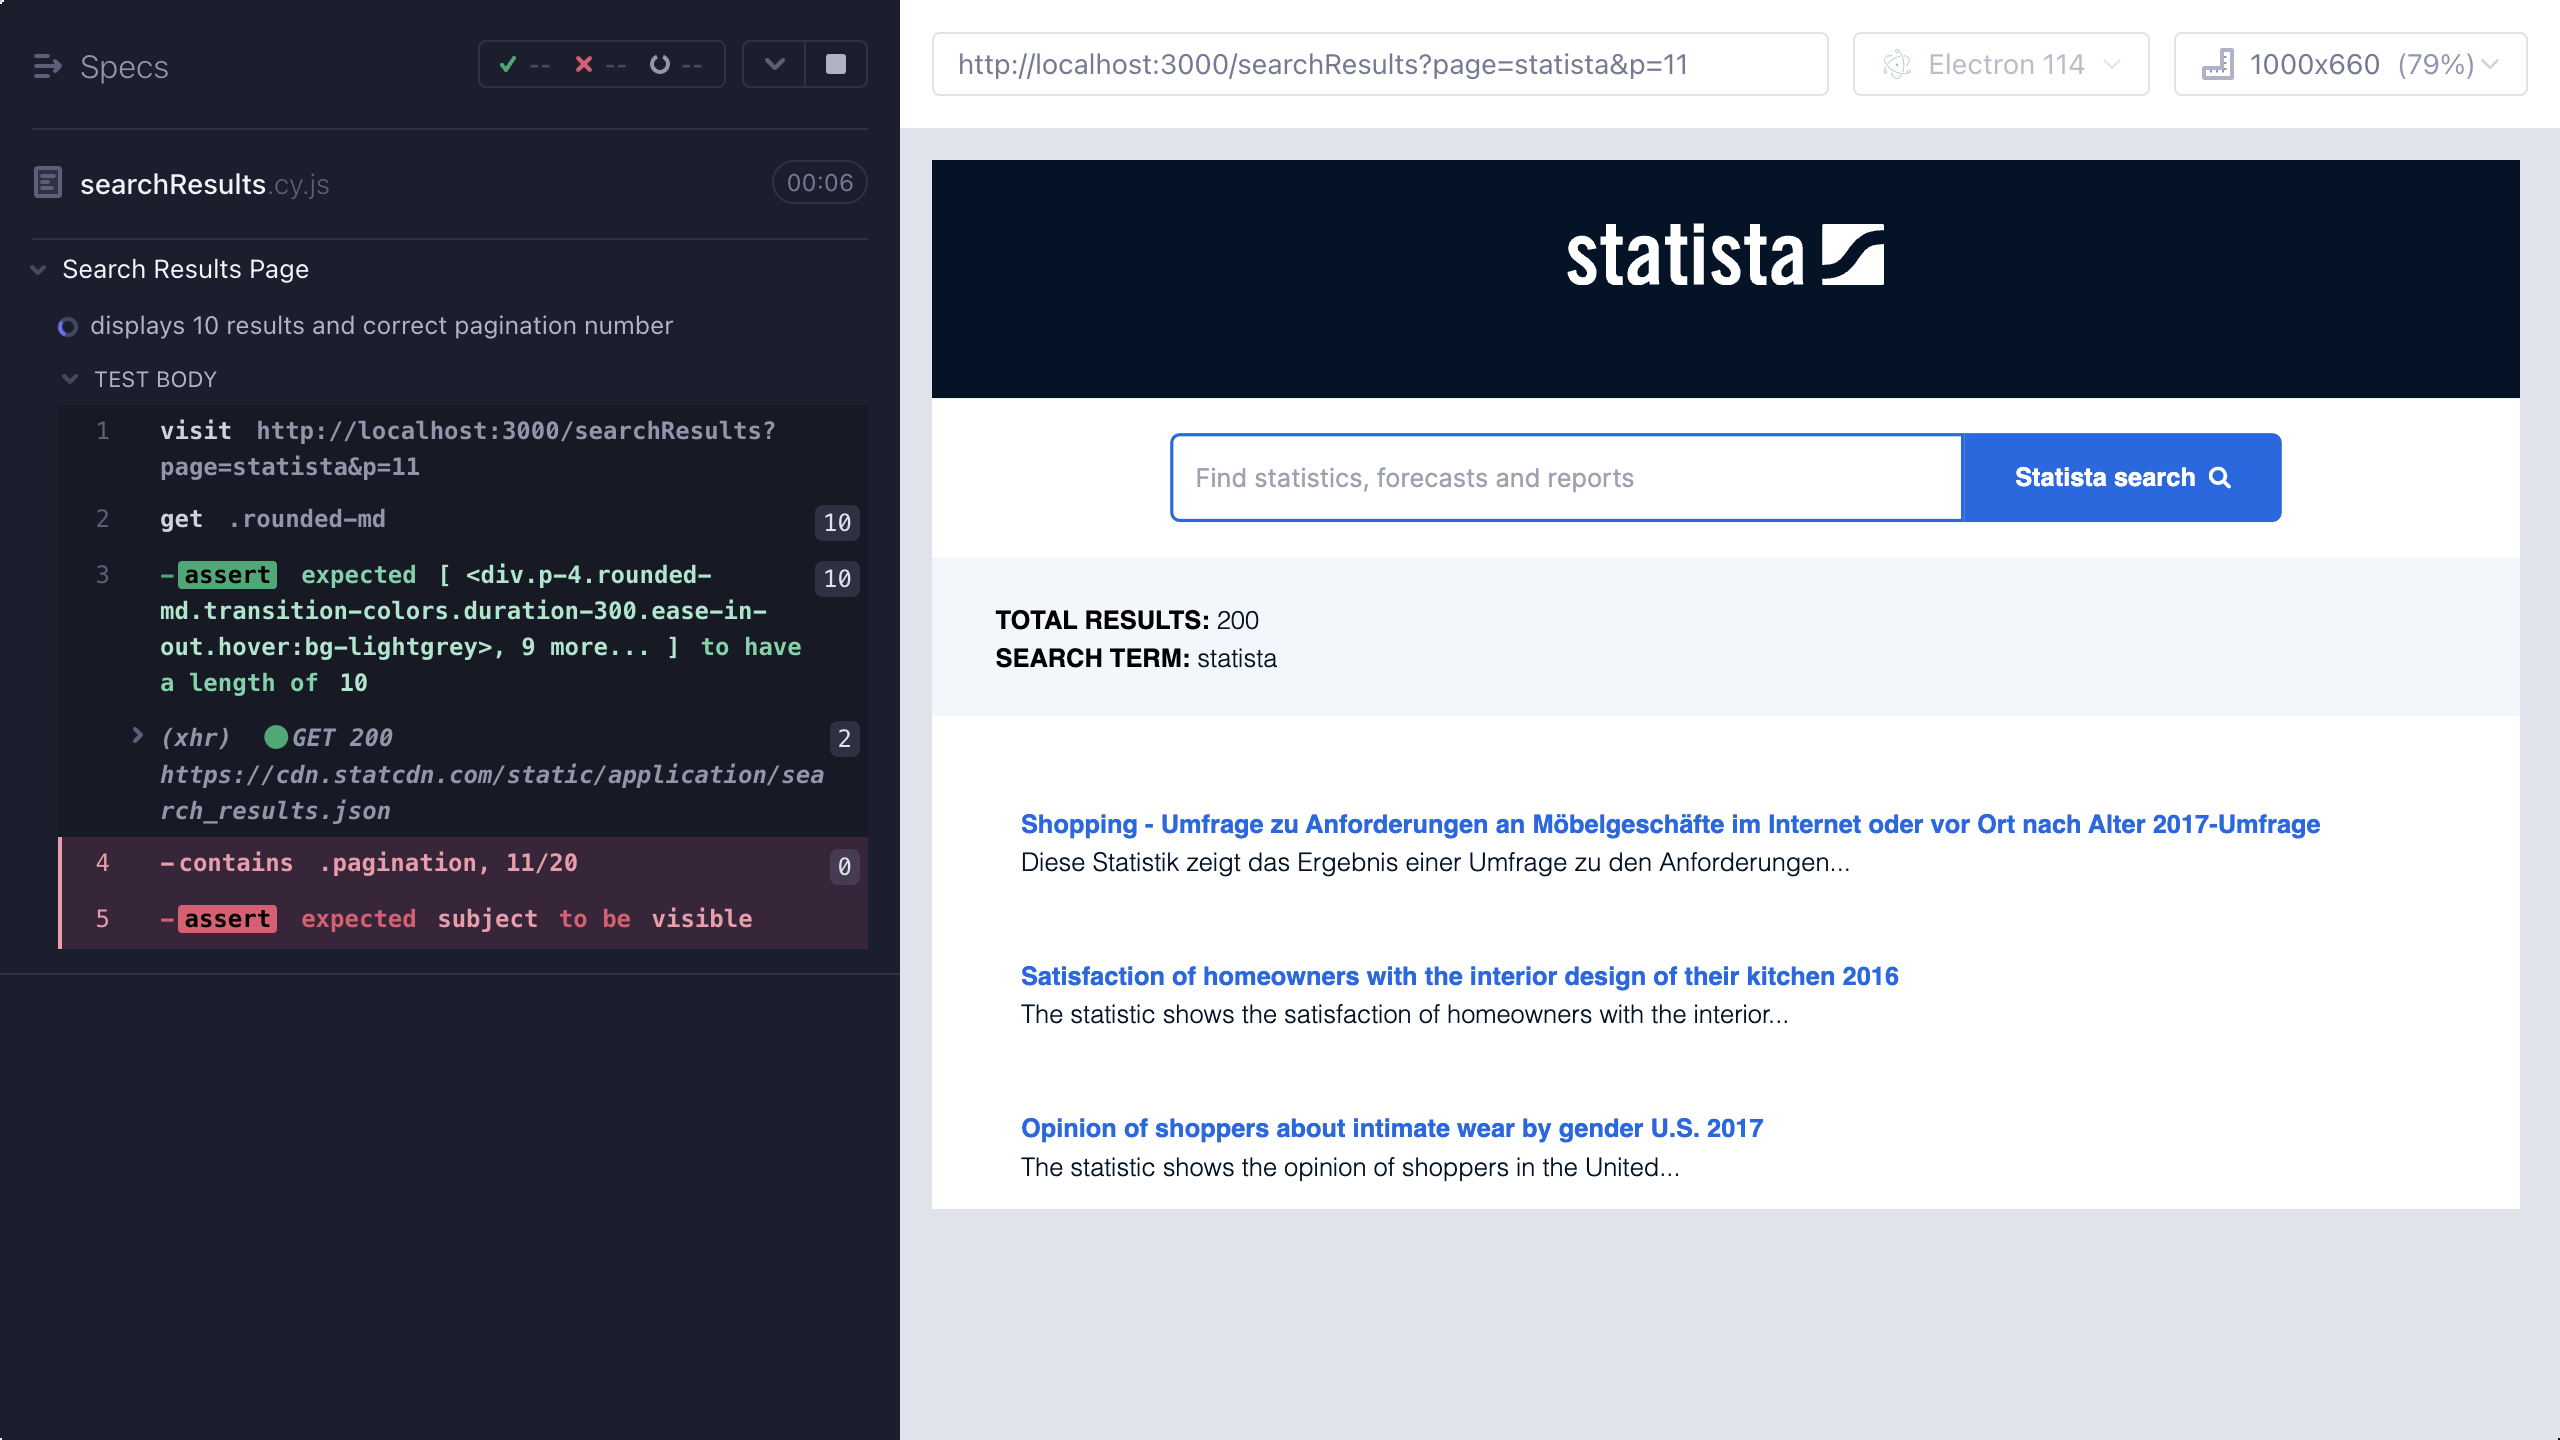 Specs
-- -- --
searchResults.cy.js 00:06
Search Results Page
displays 10 results and correct pagination number
TEST BODY
1 visit http://localhost:3000/searchResults?
page=statista&p=11
2 get .rounded-md 10
3 -assert expected [ <div.p-4.rounded- 10
md.transition-colors.duration-300.ease-in-
out.hover:bg-lightgrey>, 9 more... ] to have
a length of 10
(xhr) GET 200 2
https://cdn.statcdn.com/static/application/sea
rch_results.json
4 -contains .pagination, 11/20 0
5 -assert expected subject to be visible
http://localhost:3000/searchResults?page=statista&p=11
Electron 114
1000x660 (79%)
statista
Find statistics, forecasts and reports
Statista search
TOTAL RESULTS: 200
SEARCH TERM: statista
Shopping - Umfrage zu Anforderungen an Möbelgeschäfte im Internet oder vor Ort nach Alter 2017-Umfrage
Diese Statistik zeigt das Ergebnis einer Umfrage zu den Anforderungen...
Satisfaction of homeowners with the interior design of their kitchen 2016
The statistic shows the satisfaction of homeowners with the interior...
Opinion of shoppers about intimate wear by gender U.S. 2017
The statistic shows the opinion of shoppers in the United...